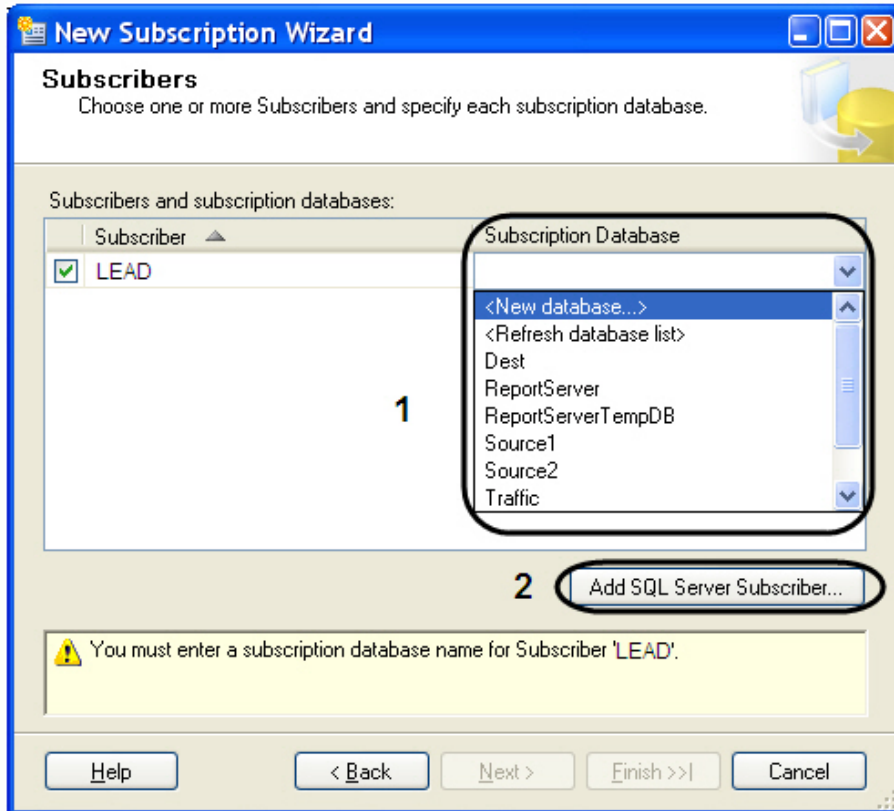 New Subscription Wizard
Subscribers
Choose one or more Subscribers and specify each subscription database.
Subscribers and subscription databases:
Subscriber Subscription Database
LEAD
<New database...>
<Refresh database list>
Dest
ReportServer
1
ReportServerTempDB
Source1
Source2
Traffic
2 Add SQL Server Subscriber...
You must enter a subscription database name for Subscriber 'LEAD'.
Help < Back Next > Finish >>| Cancel